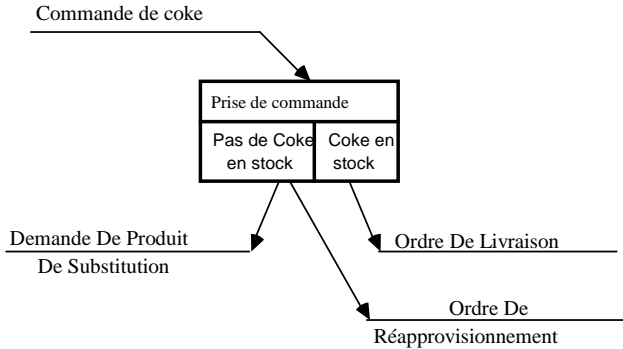 Commande de coke
Prise de commande
Pas de Coke
en stock
Coke en
stock
Demande De Produit
De Substitution
Ordre De Livraison
Ordre De
Réapprovisionnement